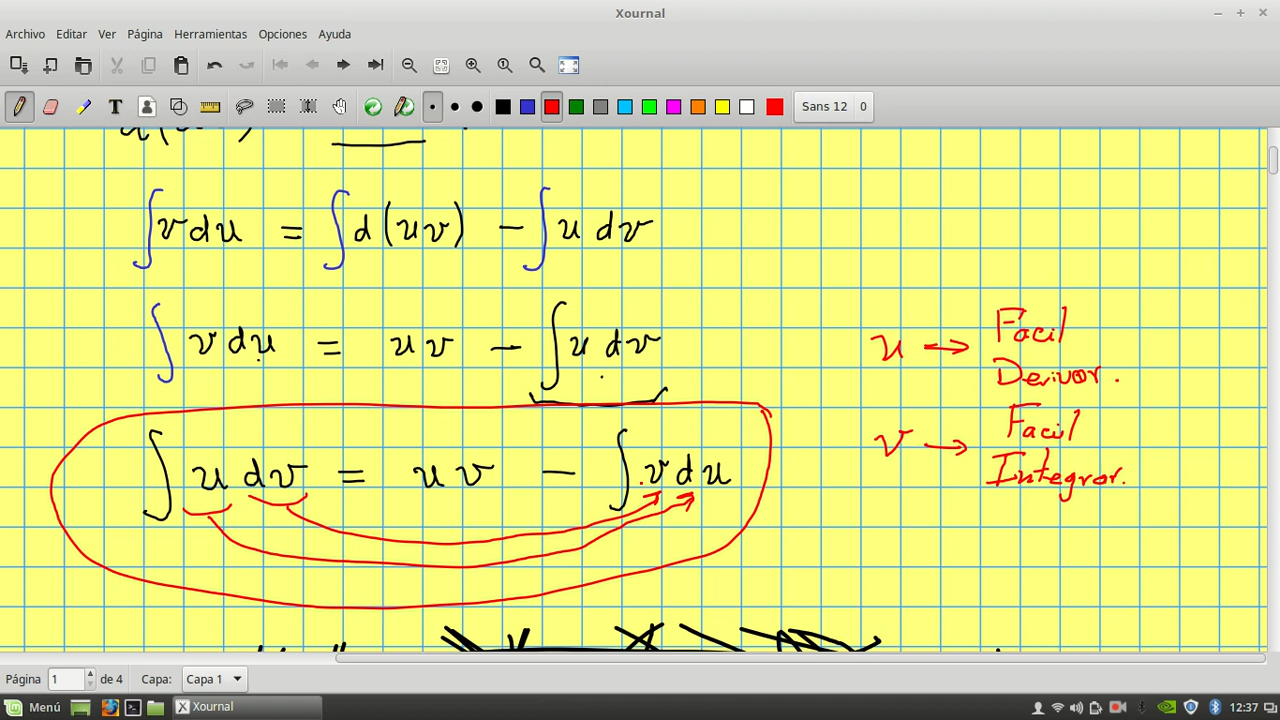 Xournal
Archivo Editar Ver Página Herramientas Opciones Ayuda
Sans 12 0
∫ v du = ∫ d(uv) − ∫ u dv
∫ v du = uv − ∫ u dv
u → Facil
Derivar.
v → Facil
Integrar.
∫ u dv = uv − ∫ v du
Página 1 de 4 Capa: Capa 1
Menú Xournal 12:37